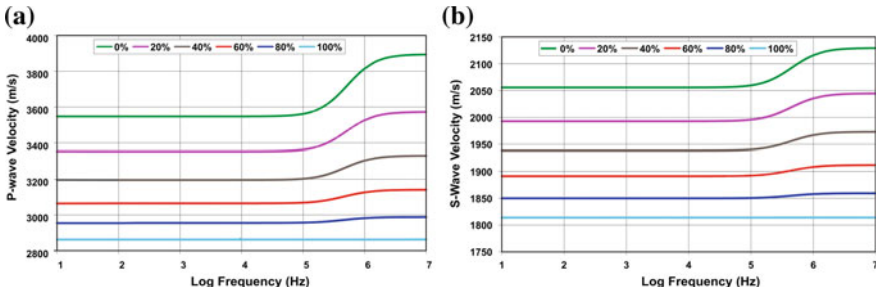 (a)
0% 20% 40% 60% 80% 100%
P-wave Velocity (m/s)
4000
3800
3600
3400
3200
3000
2800
1 2 3 4 5 6 7
Log Frequency (Hz)
(b)
0% 20% 40% 60% 80% 100%
S-Wave Velocity (m/s)
2150
2100
2050
2000
1950
1900
1850
1800
1750
1 2 3 4 5 6 7
Log Frequency (Hz)